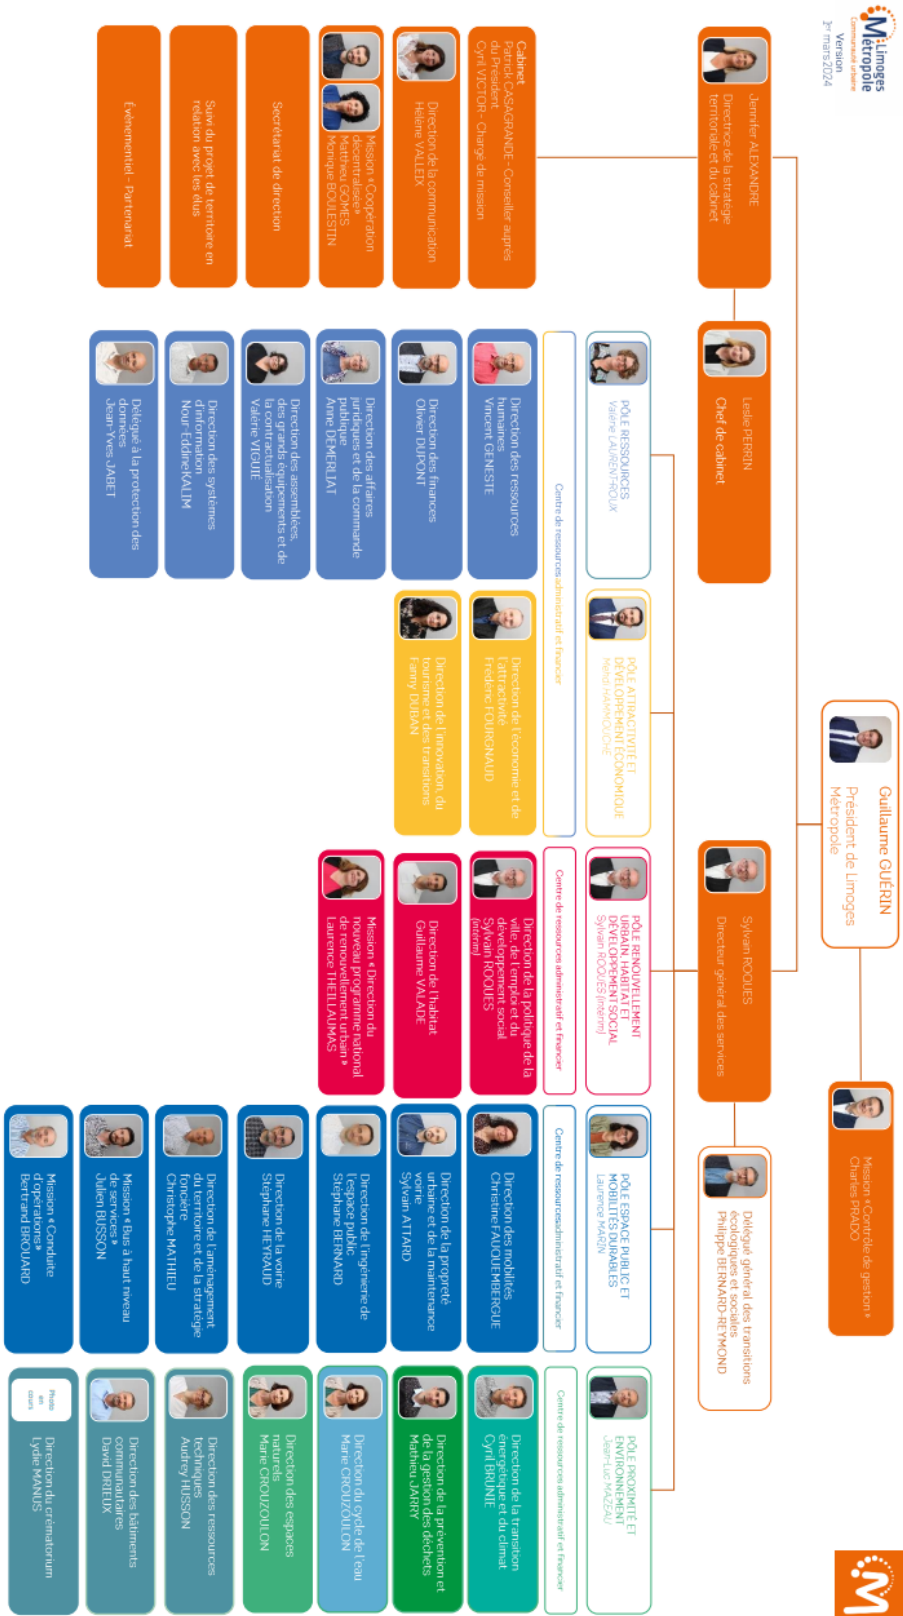 Limoges
Métropole
Communauté urbaine
Version
1er mars 2024
Guillaume GUÉRIN
Président de Limoges
Métropole
Mission « Contrôle de gestion »
Charles PRADO
Jennifer ALEXANDRE
Directrice de la stratégie
territoriale et du cabinet
Leslie PERRIN
Chef de cabinet
Sylvain ROQUES
Directeur général des services
Délégué général des transitions
écologiques et sociales
Philippe BERNARD-REYMOND
Cabinet
Patrick CASAGRANDE - Conseiller auprès
du Président
Cyril VICTOR - Chargé de mission
Direction de la communication
Hélène VALLEIX
Mission « Coopération
décentralisée»
Matthieu GOMES
Monique BOULESTIN
Secrétariat de direction
Suivi du projet de territoire en
relation avec les élus
Évènementiel - Partenariat
PÔLE RESSOURCES
Valérie LAURENT-ROUX
PÔLE ATTRACTIVITÉ ET
DÉVELOPPEMENT ÉCONOMIQUE
Mehdi HAMMOUCHE
Centre de ressources administratif et financier
Direction des ressources
humaines
Vincent GENESTE
Direction des finances
Olivier DUPONT
Direction des affaires
juridiques et de la commande
publique
Anne DEMERLIAT
Direction des assemblées,
des grands équipements et de
la contractualisation
Valérie VIGUIÉ
Direction des systèmes
d'information
Nour-Eddine KALIM
Délégué à la protection des
données
Jean-Yves JABET
Direction de l'économie et de
l'attractivité
Frédéric FOURGNAUD
Direction de l'innovation, du
tourisme et des transitions
Fanny DUBAN
PÔLE RENOUVELLEMENT
URBAIN, HABITAT ET
DÉVELOPPEMENT SOCIAL
Sylvain ROQUES (Intérim)
Centre de ressources administratif et financier
Direction de la politique de la
ville, de l'emploi et du
développement social
Sylvain ROQUES
(Intérim)
Direction de l'habitat
Guillaume VALADE
Mission « Direction du
nouveau programme national
de renouvellement urbain »
Laurence THEILLAUMAS
PÔLE ESPACE PUBLIC ET
MOBILITÉS DURABLES
Laurence MARIN
Centre de ressources administratif et financier
Direction des mobilités
Christine FAUQUEMBERGUE
Direction de la propreté
urbaine et de la maintenance
voirie
Sylvain ATTARD
Direction de l'ingénierie de
l'espace public
Stéphane BERNARD
Direction de la voirie
Stéphane HEYRAUD
Direction de l'aménagement
du territoire et de la stratégie
foncière
Christophe MATHIEU
Mission « Bus à haut niveau
de services »
Julien BUSSON
Mission « Conduite
d'opérations»
Bertrand BROUARD
PÔLE PROXIMITÉ ET
ENVIRONNEMENT
Jean-Luc MAZEAU
Centre de ressources administratif et financier
Direction de la transition
énergétique et du climat
Cyril BRUNIE
Direction de la prévention et
de la gestion des déchets
Mathieu JARRY
Direction du cycle de l'eau
Marie CROUZOULON
Direction des espaces
naturels
Marie CROUZOULON
Direction des ressources
techniques
Audrey HUSSON
Direction des bâtiments
communautaires
David DRIEUX
Photo
en
cours
Direction du crématorium
Lydie MANUS